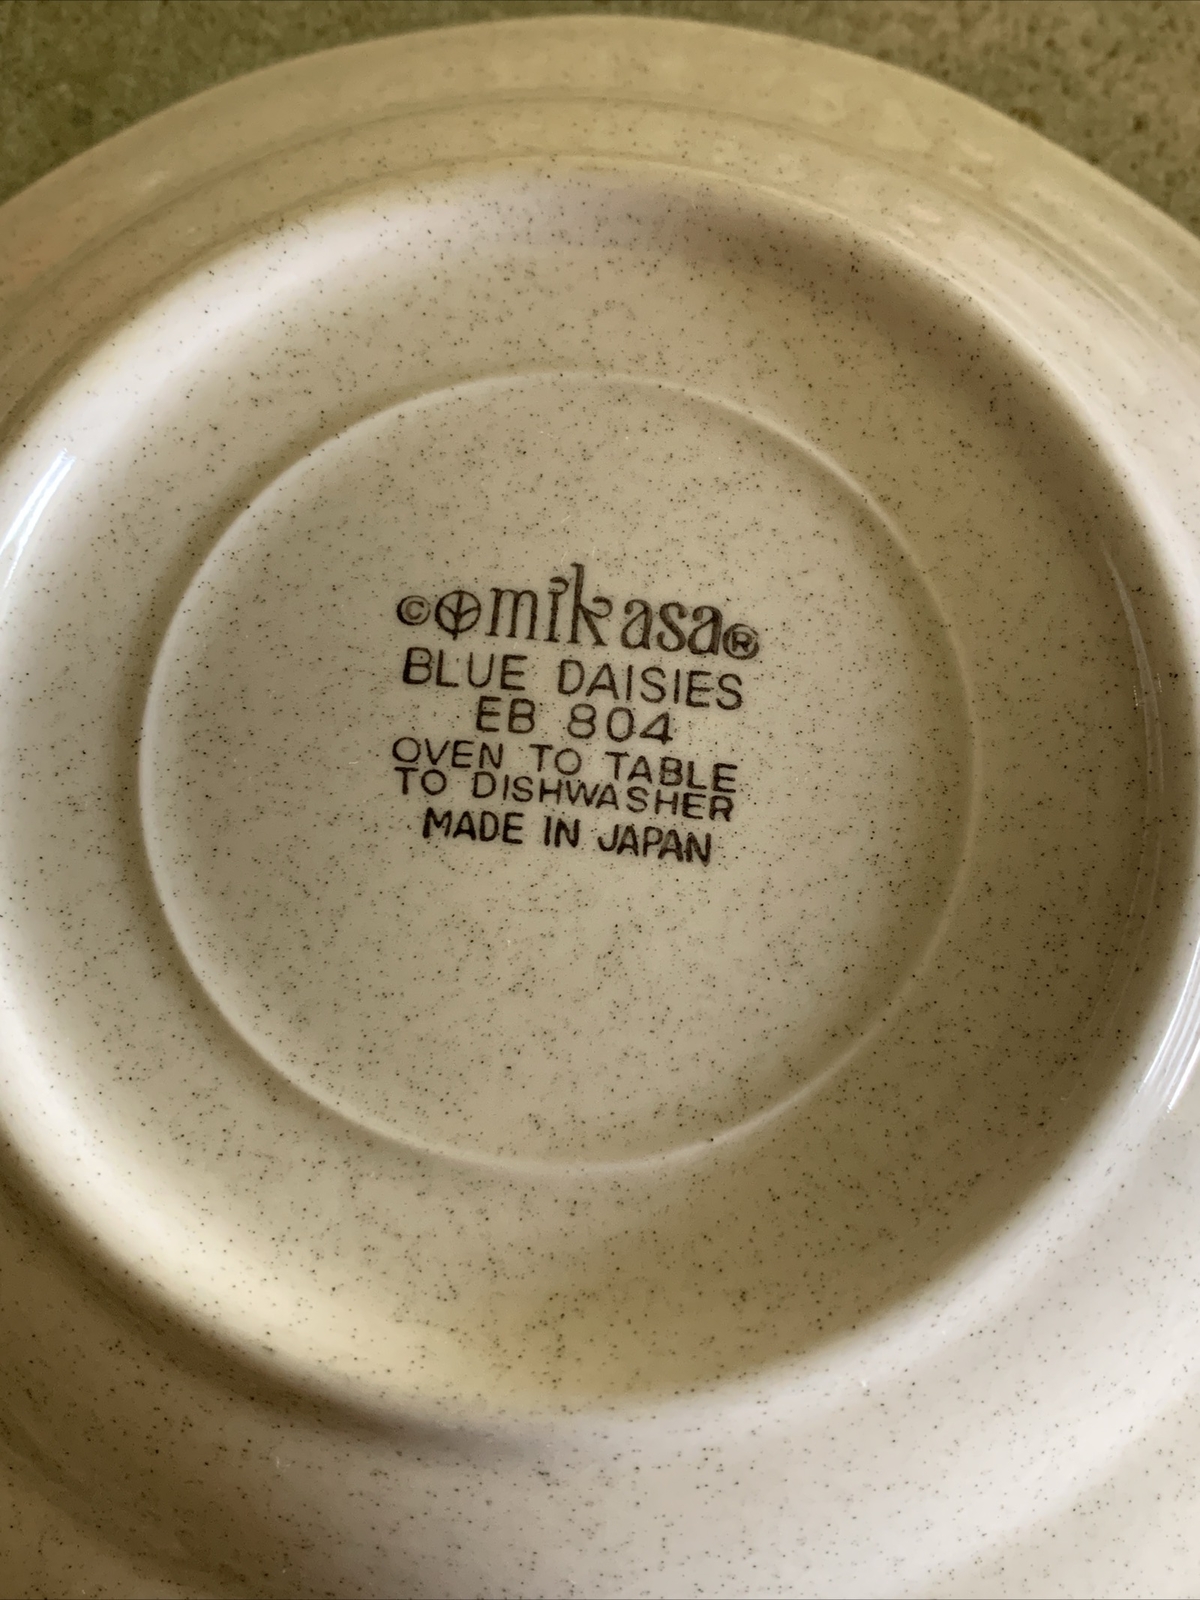 © mikasa®
BLUE DAISIES
EB 804
OVEN TO TABLE
TO DISHWASHER
MADE IN JAPAN